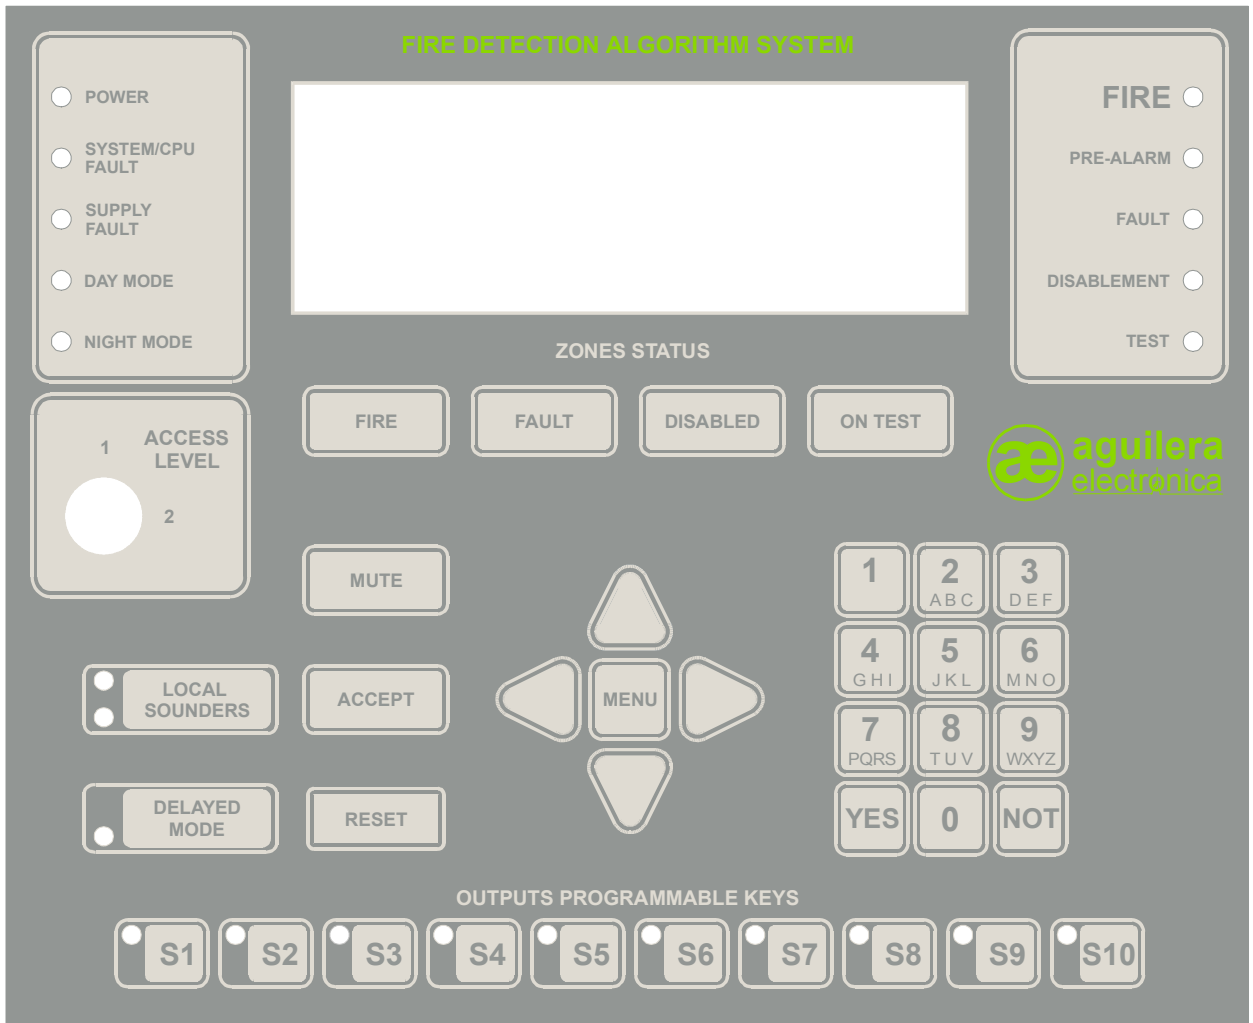 FIRE DETECTION ALGORITHM SYSTEM
POWER
SYSTEM/CPU
FAULT
SUPPLY
FAULT
DAY MODE
NIGHT MODE
FIRE
PRE-ALARM
FAULT
DISABLEMENT
TEST
ZONES STATUS
FIRE
FAULT
DISABLED
ON TEST
1
ACCESS
LEVEL
2
æ
aguilera
electrónica
MUTE
ACCEPT
RESET
LOCAL
SOUNDERS
DELAYED
MODE
MENU
1
2
ABC
3
DEF
4
GHI
5
JKL
6
MNO
7
PQRS
8
TUV
9
WXYZ
YES
0
NOT
OUTPUTS PROGRAMMABLE KEYS
S1
S2
S3
S4
S5
S6
S7
S8
S9
S10